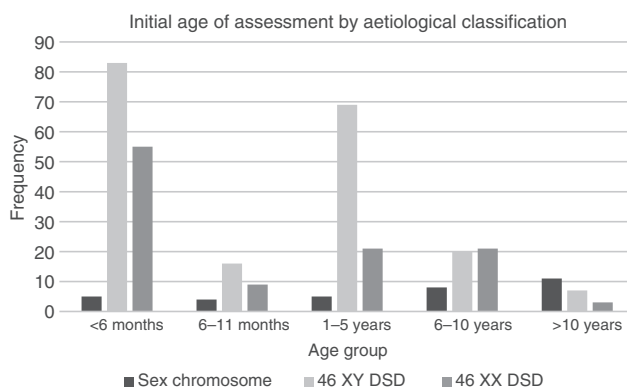 Initial age of assessment by aetiological classification
90
80
70
60
50
40
30
20
10
0
Frequency
<6 months 6–11 months 1–5 years 6–10 years >10 years
Age group
Sex chromosome 46 XY DSD 46 XX DSD